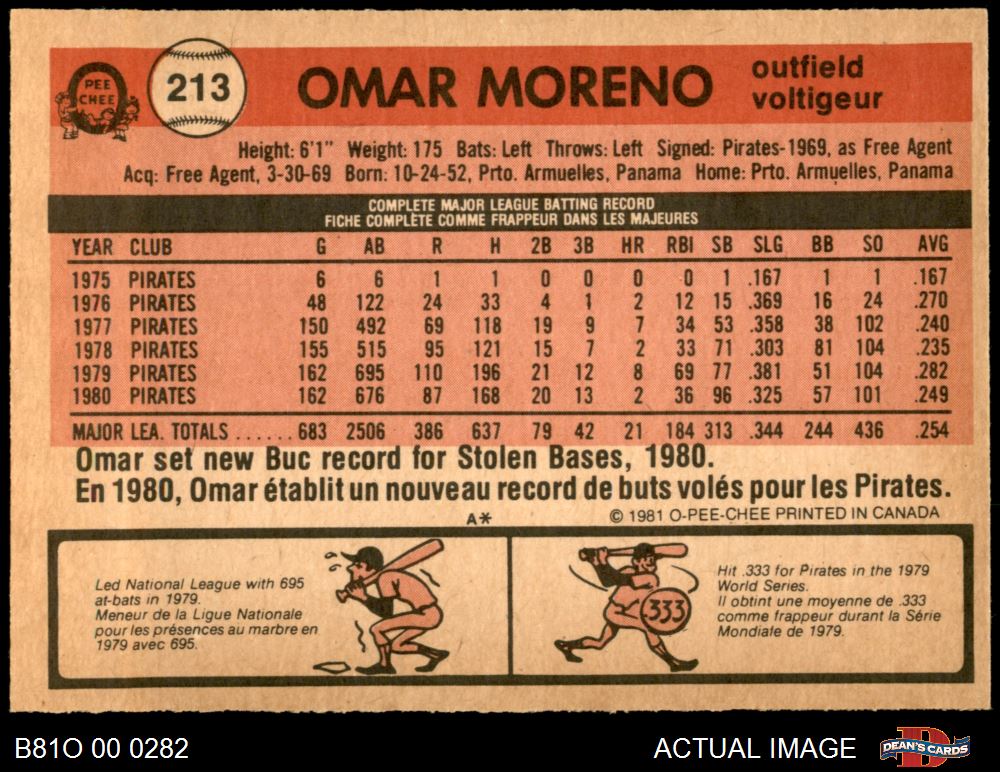 PEE
CHEE
213
OMAR MORENO
outfield
voltigeur
Height: 6'1" Weight: 175 Bats: Left Throws: Left Signed: Pirates-1969, as Free Agent
Acq: Free Agent, 3-30-69 Born: 10-24-52, Prto. Armuelles, Panama Home: Prto. Armuelles, Panama
COMPLETE MAJOR LEAGUE BATTING RECORD
FICHE COMPLÈTE COMME FRAPPEUR DANS LES MAJEURES
YEAR CLUB G AB R H 2B 3B HR RBI SB SLG BB SO AVG
1975 PIRATES 6 6 1 1 0 0 0 0 1 .167 1 1 .167
1976 PIRATES 48 122 24 33 4 1 2 12 15 .369 16 24 .270
1977 PIRATES 150 492 69 118 19 9 7 34 53 .358 38 102 .240
1978 PIRATES 155 515 95 121 15 7 2 33 71 .303 81 104 .235
1979 PIRATES 162 695 110 196 21 12 8 69 77 .381 51 104 .282
1980 PIRATES 162 676 87 168 20 13 2 36 96 .325 57 101 .249
MAJOR LEA. TOTALS ...... 683 2506 386 637 79 42 21 184 313 .344 244 436 .254
Omar set new Buc record for Stolen Bases, 1980.
En 1980, Omar établit un nouveau record de buts volés pour les Pirates.
A* © 1981 O-PEE-CHEE PRINTED IN CANADA
Led National League with 695
at-bats in 1979.
Meneur de la Ligue Nationale
pour les présences au marbre en
1979 avec 695.
.333
Hit .333 for Pirates in the 1979
World Series.
Il obtint une moyenne de .333
comme frappeur durant la Série
Mondiale de 1979.
B81O 00 0282
ACTUAL IMAGE
DEAN'S CARDS